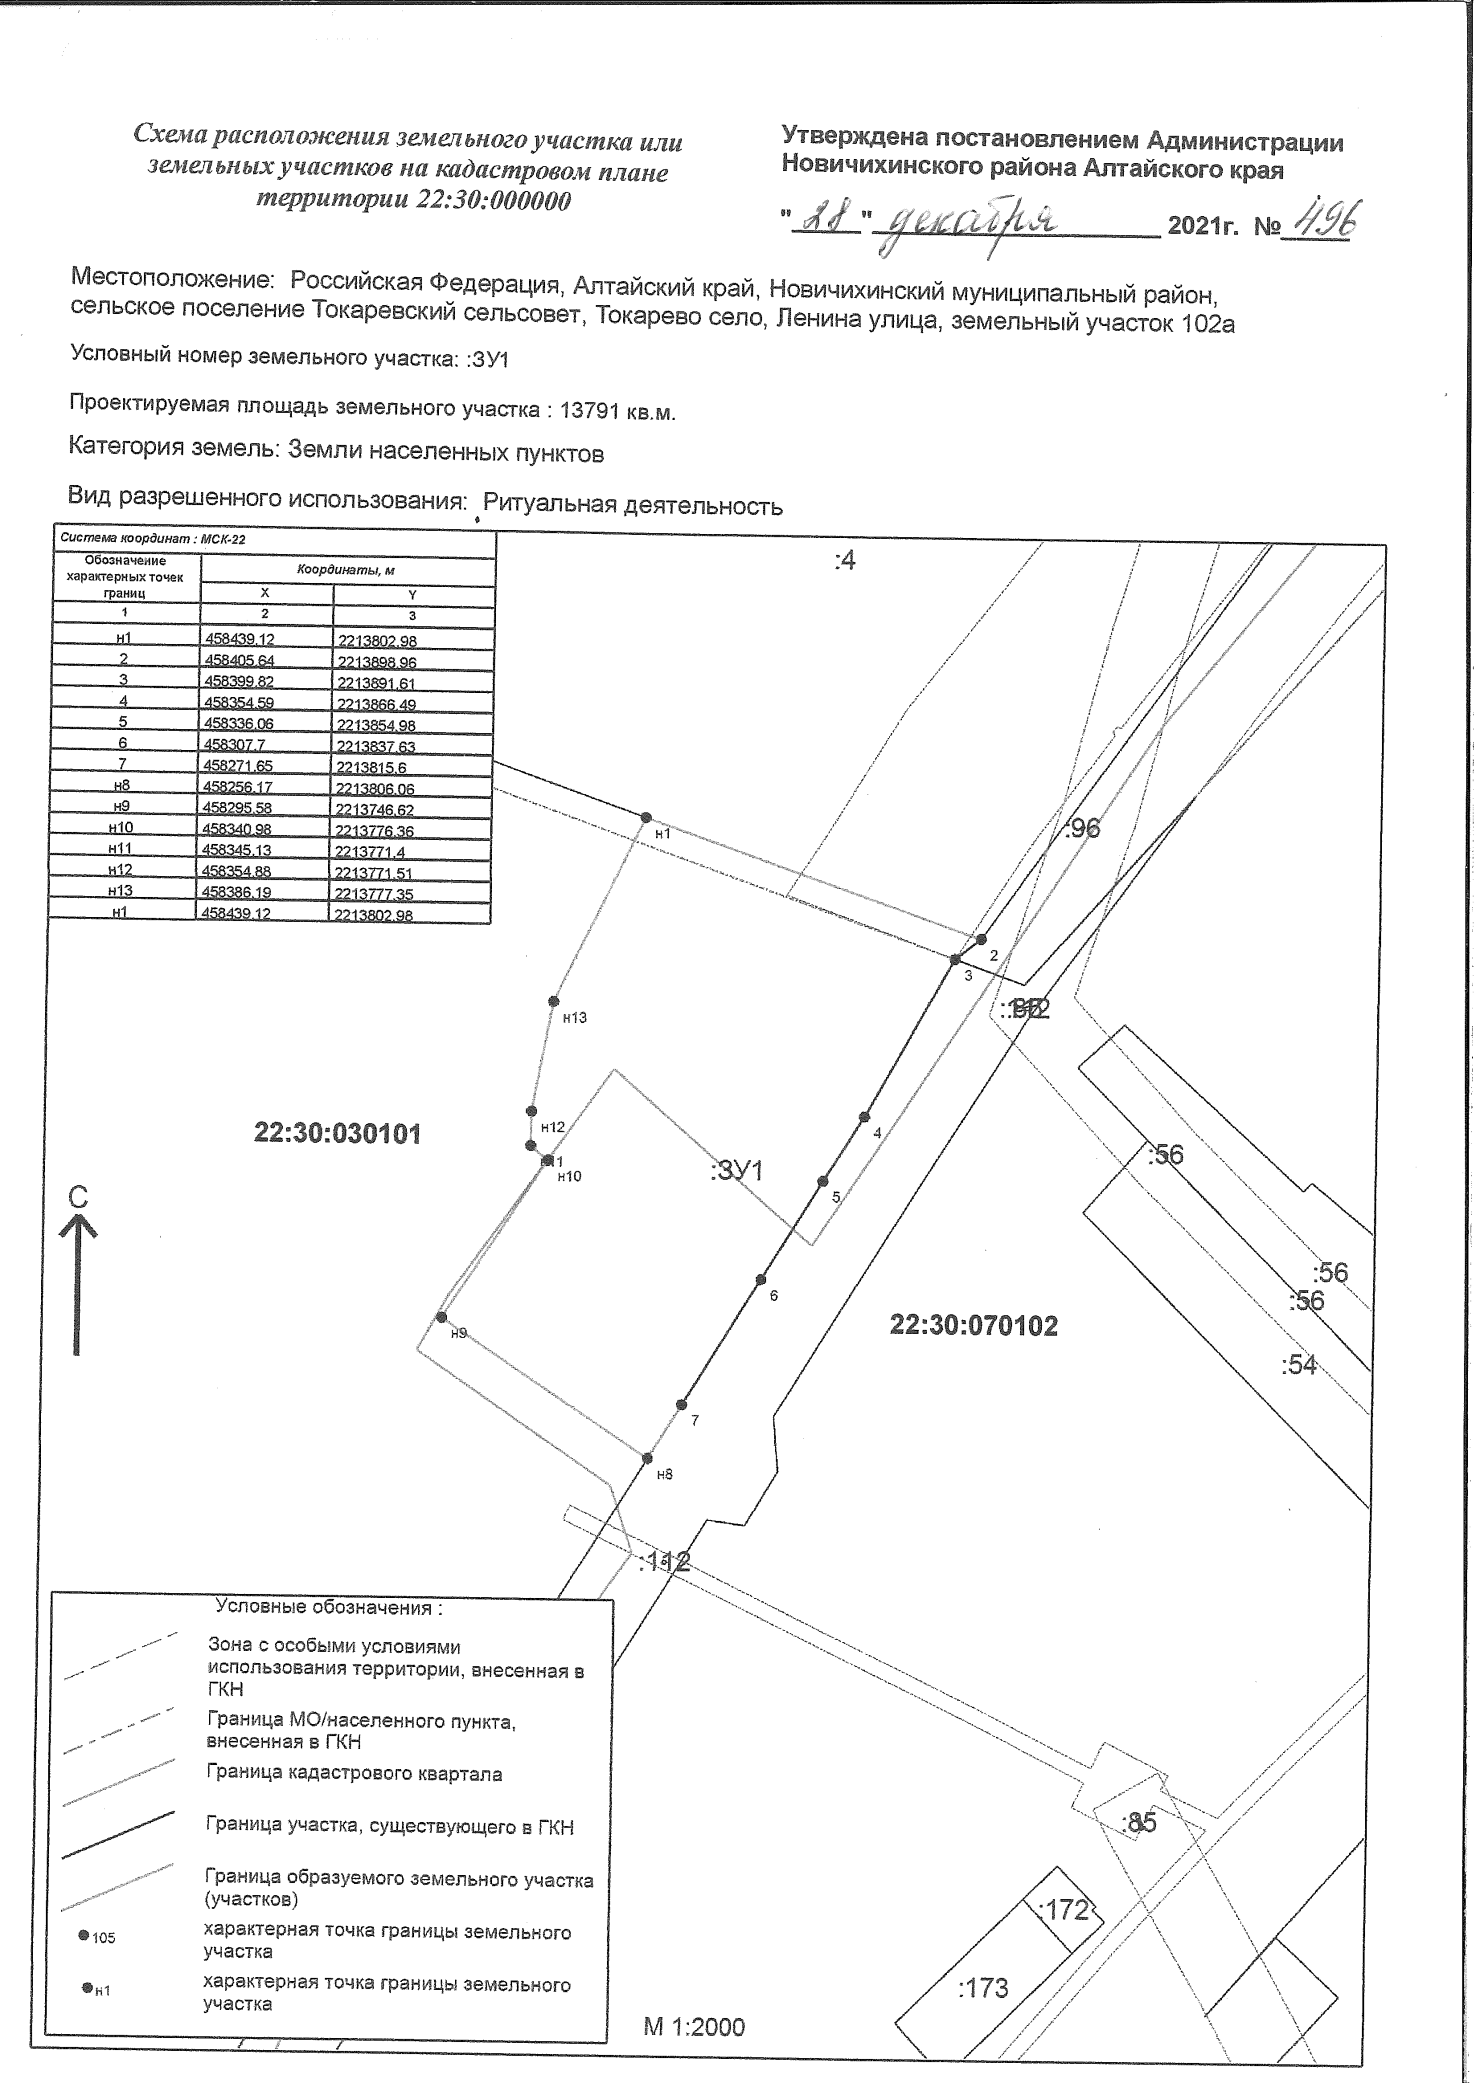 Схема расположения земельного участка или
земельных участков на кадастровом плане
территории 22:30:000000
Утверждена постановлением Администрации
Новичихинского района Алтайского края
"28" декабря 2021г. № 496
Местоположение: Российская Федерация, Алтайский край, Новичихинский муниципальный район,
сельское поселение Токаревский сельсовет, Токарево село, Ленина улица, земельный участок 102а
Условный номер земельного участка: :ЗУ1
Проектируемая площадь земельного участка : 13791 кв.м.
Категория земель: Земли населенных пунктов
Вид разрешенного использования: Ритуальная деятельность
Система координат : МСК-22
Обозначение
характерных точек
границ
Координаты, м
X Y
1 2 3
н1 458439.12 2213802.98
2 458405.64 2213898.96
3 458399.82 2213891.61
4 458354.59 2213866.49
5 458336.06 2213854.98
6 458307.7 2213837.63
7 458271.65 2213815.6
н8 458256.17 2213806.06
н9 458295.58 2213746.62
н10 458340.98 2213776.36
н11 458345.13 2213771.4
н12 458354.88 2213771.51
н13 458386.19 2213777.35
н1 458439.12 2213802.98
:4
н1
:96
2
3
н13
н12
н10
22:30:030101
:ЗУ1
4
:56
5
С
:56
6
:56
22:30:070102
н9
:54
7
н8
:112
Условные обозначения :
Зона с особыми условиями
использования территории, внесенная в
ГКН
Граница МО/населенного пункта,
внесенная в ГКН
Граница кадастрового квартала
Граница участка, существующего в ГКН
Граница образуемого земельного участка
(участков)
105 характерная точка границы земельного
участка
н1 характерная точка границы земельного
участка
:85
:172
:173
М 1:2000